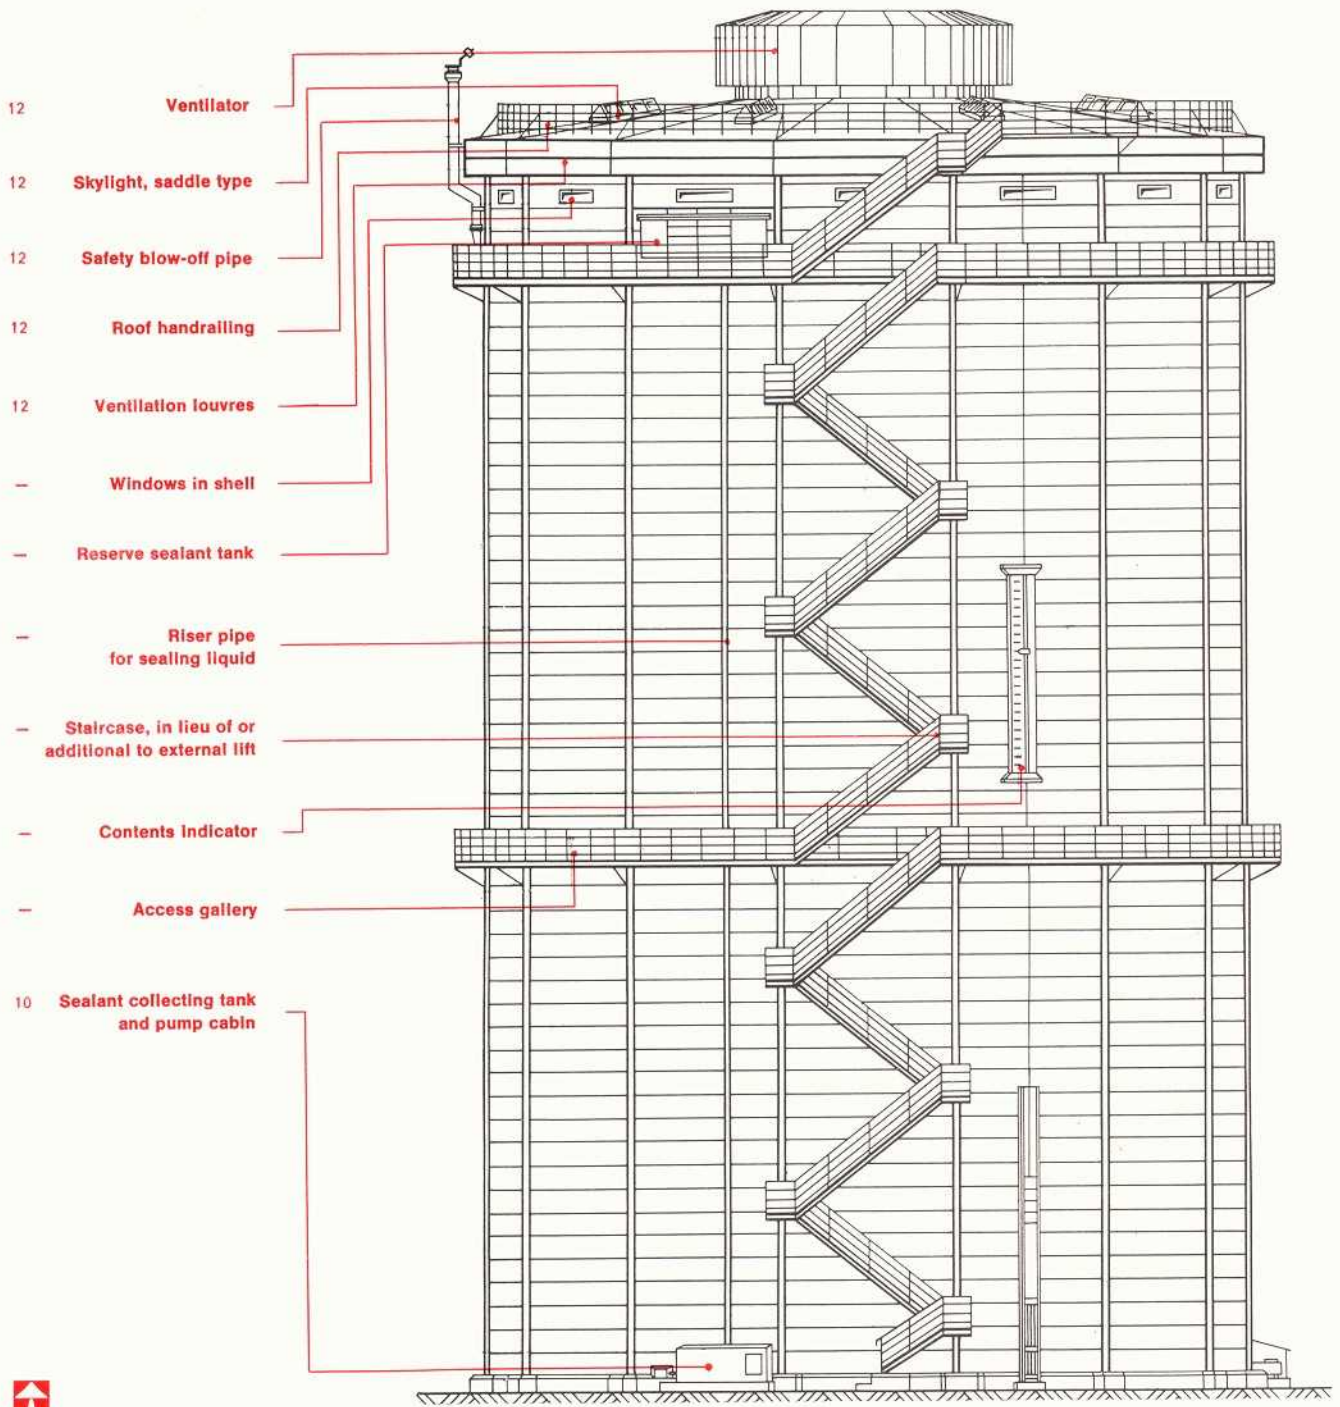 12 Ventilator
12 Skylight, saddle type
12 Safety blow-off pipe
12 Roof handrailing
12 Ventilation louvres
— Windows in shell
— Reserve sealant tank
— Riser pipe
for sealing liquid
— Staircase, in lieu of or
additional to external lift
— Contents indicator
— Access gallery
10 Sealant collecting tank
and pump cabin